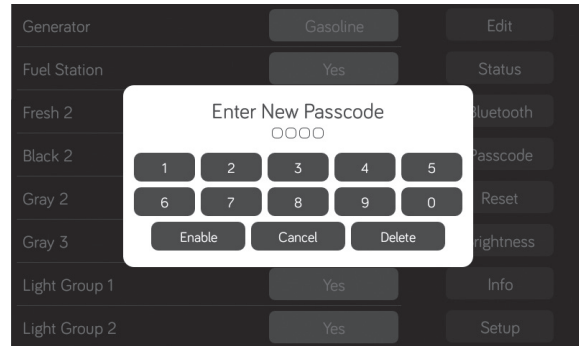 Generator Gasoline Edit
Fuel Station Yes Status
Enter New Passcode
Fresh 2 Bluetooth
Black 2 Passcode
1 2 3 4 5
Gray 2 Reset
6 7 8 9 0
Enable Cancel Delete
Gray 3 rightness
Light Group 1 Yes Info
Light Group 2 Yes Setup